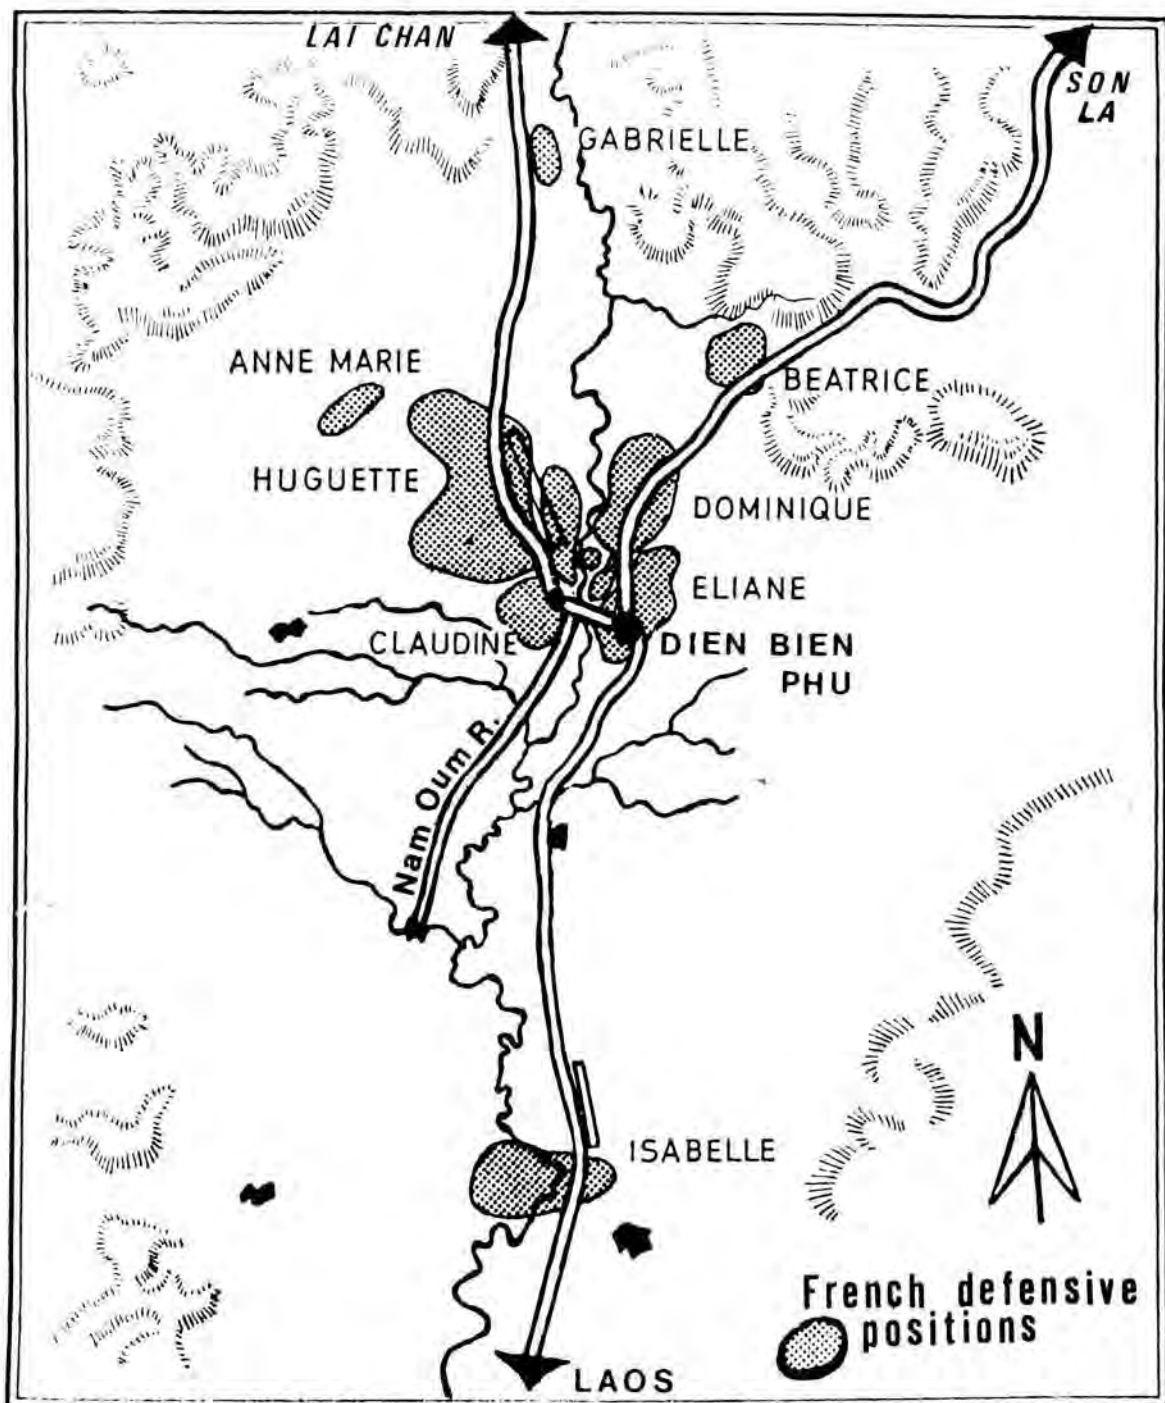 LAI CHAN
SON
LA
GABRIELLE
ANNE MARIE
BEATRICE
HUGUETTE
DOMINIQUE
ELIANE
CLAUDINE
DIEN BIEN
PHU
Nam Oum R.
N
ISABELLE
French defensive
positions
LAOS